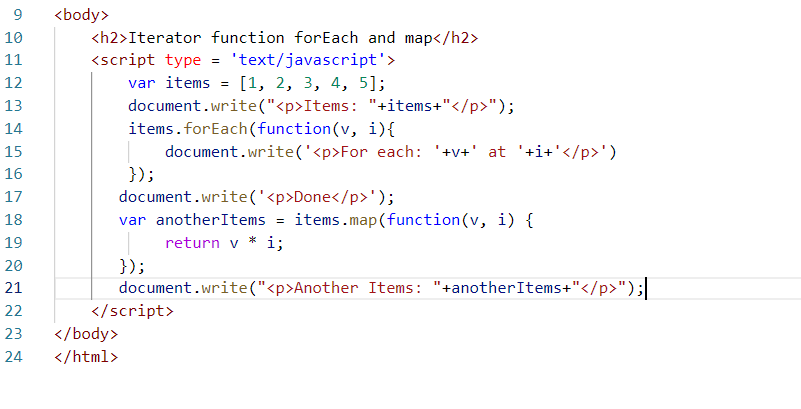 9 <body>
10 <h2>Iterator function forEach and map</h2>
11 <script type = 'text/javascript'>
12 var items = [1, 2, 3, 4, 5];
13 document.write("<p>Items: "+items+"</p>");
14 items.forEach(function(v, i){
15 document.write('<p>For each: '+v+' at '+i+'</p>')
16 });
17 document.write('<p>Done</p>');
18 var anotherItems = items.map(function(v, i) {
19 return v * i;
20 });
21 document.write("<p>Another Items: "+anotherItems+"</p>");
22 </script>
23 </body>
24 </html>